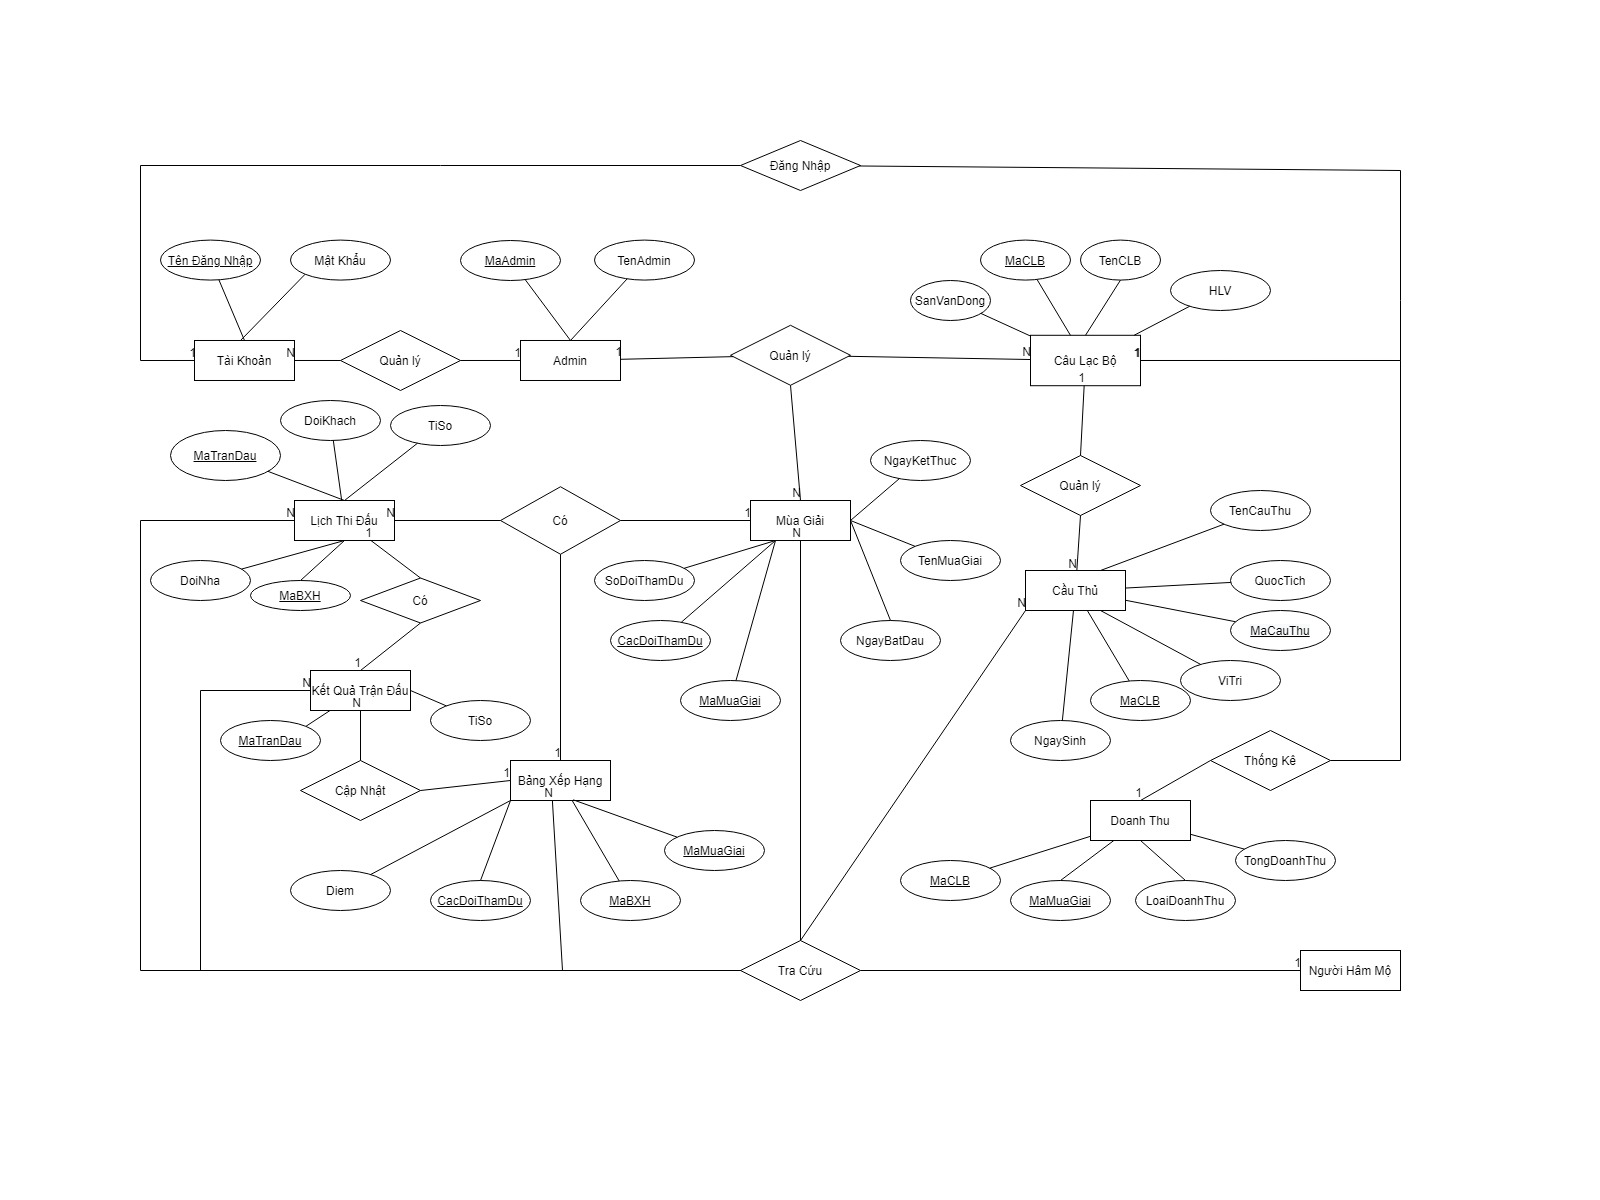 Đăng Nhập
Tên Đăng Nhập
Mật Khẩu
MaAdmin
TenAdmin
MaCLB
TenCLB
SanVanDong
HLV
1
Tài Khoản
N
Quản lý
1
Admin
1
Quản lý
N
Câu Lạc Bộ
1
1
DoiKhach
TiSo
MaTranDau
NgayKetThuc
Quản lý
N
N
Lịch Thi Đấu
N
1
Có
1
Mùa Giải
N
N
TenCauThu
DoiNha
MaBXH
Có
SoDoiThamDu
TenMuaGiai
N
Cầu Thủ
N
QuocTich
MaCauThu
CacDoiThamDu
NgayBatDau
1
N
Kết Quả Trận Đấu
N
TiSo
MaTranDau
MaMuaGiai
ViTri
MaCLB
NgaySinh
1
1
Bảng Xếp Hạng
N
Cập Nhật
Thống Kê
1
Doanh Thu
MaMuaGiai
TongDoanhThu
Diem
CacDoiThamDu
MaBXH
MaCLB
MaMuaGiai
LoaiDoanhThu
Tra Cứu
1
Người Hâm Mộ